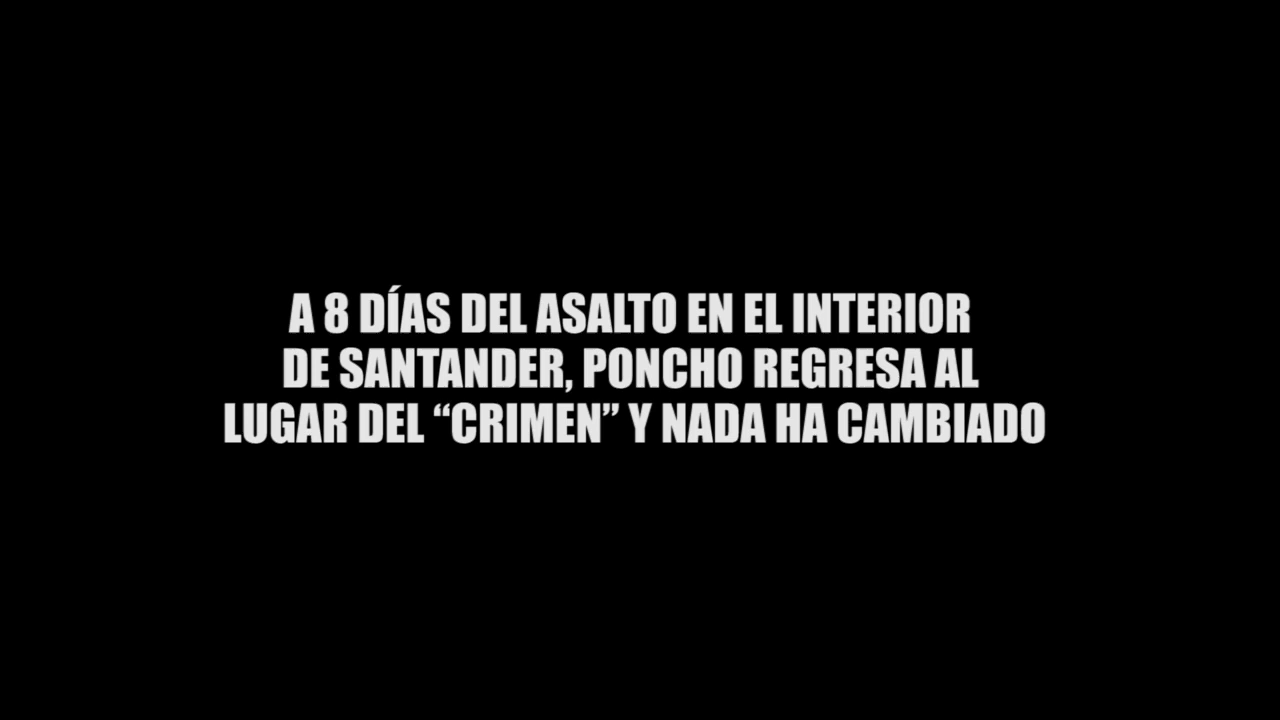 A 8 DÍAS DEL ASALTO EN EL INTERIOR
DE SANTANDER, PONCHO REGRESA AL
LUGAR DEL “CRIMEN” Y NADA HA CAMBIADO